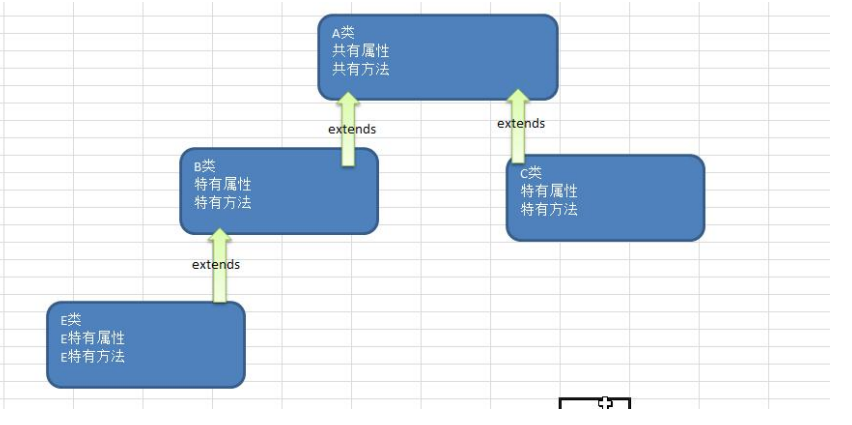 A类
共有属性
共有方法
extends
extends
B类
特有属性
特有方法
C类
特有属性
特有方法
extends
E类
E特有属性
E特有方法